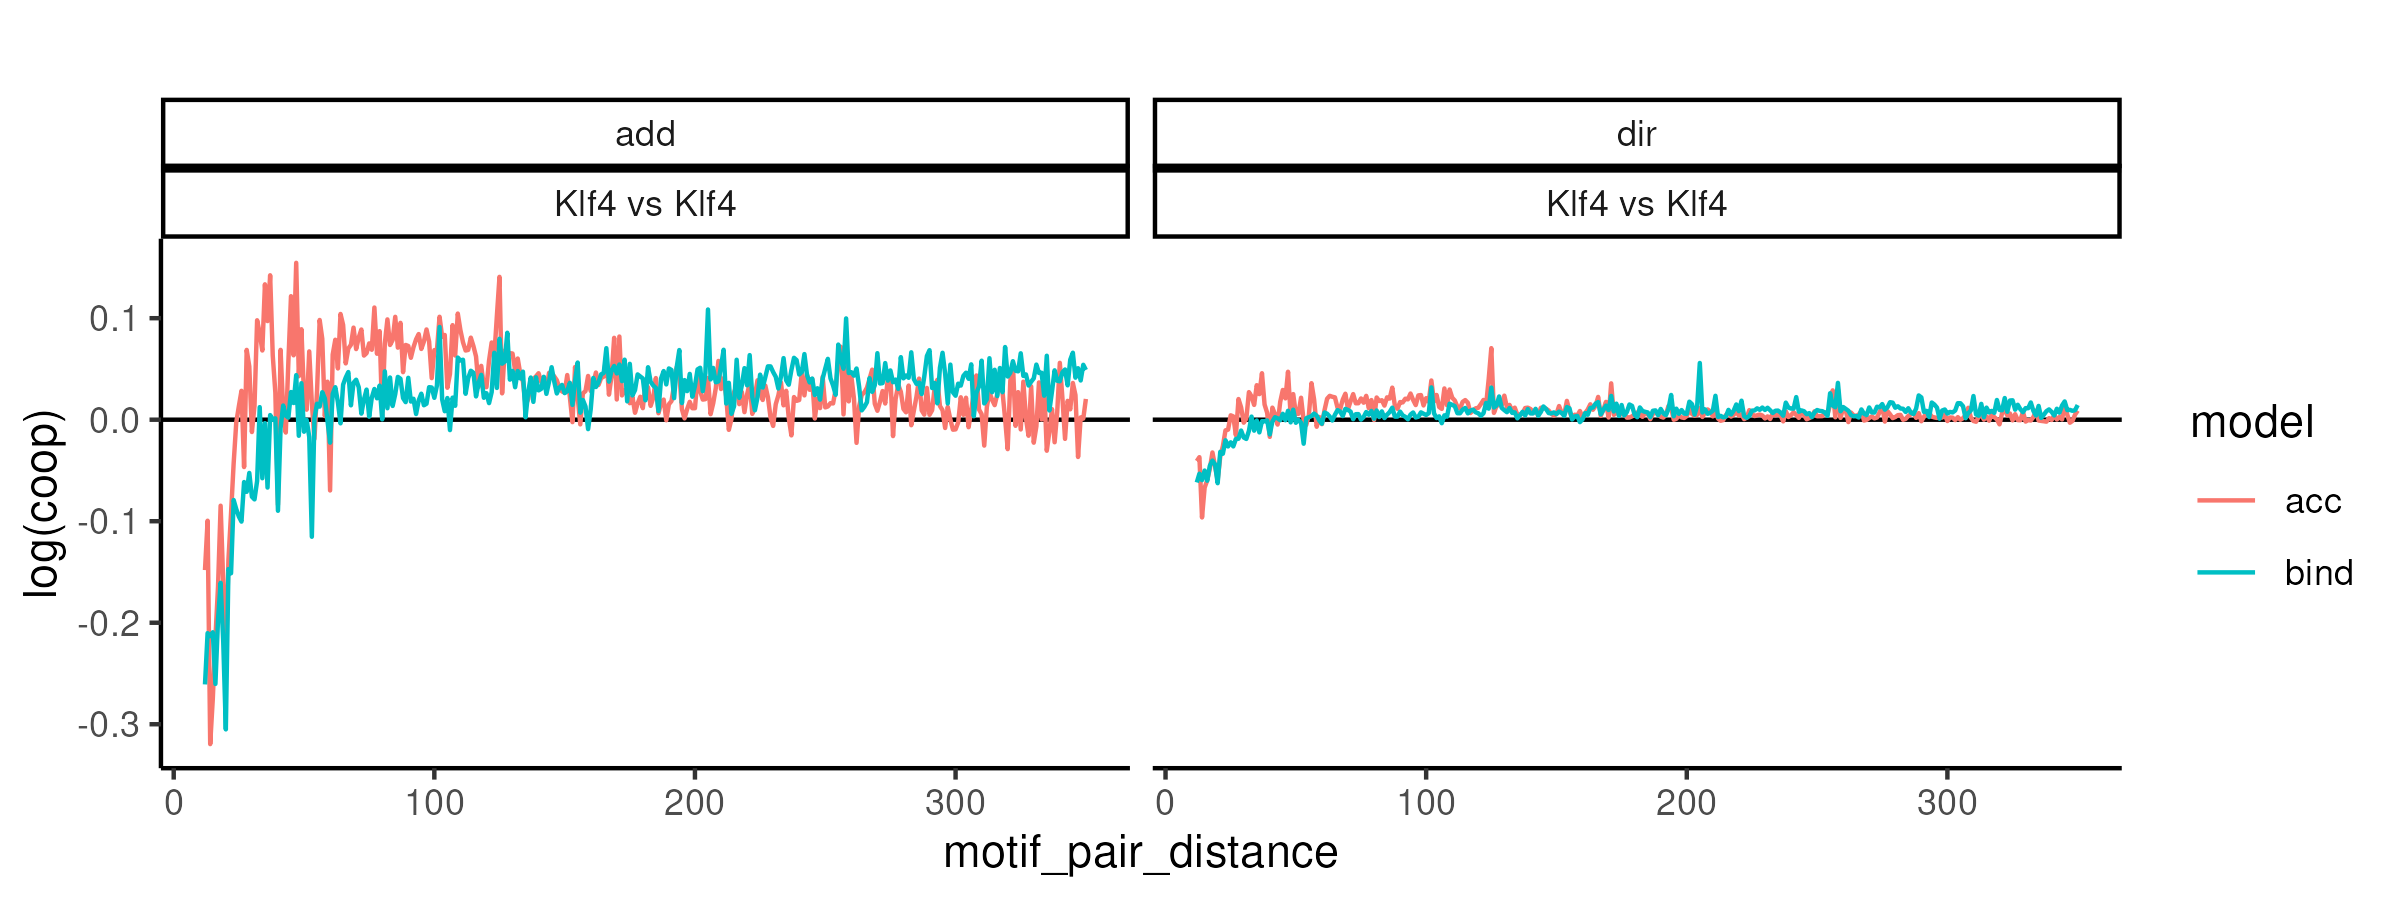 add
dir
Klf4 vs Klf4
Klf4 vs Klf4
log(coop)
0.1
0.0
-0.1
-0.2
-0.3
0
100
200
300
0
100
200
300
motif_pair_distance
model
acc
bind